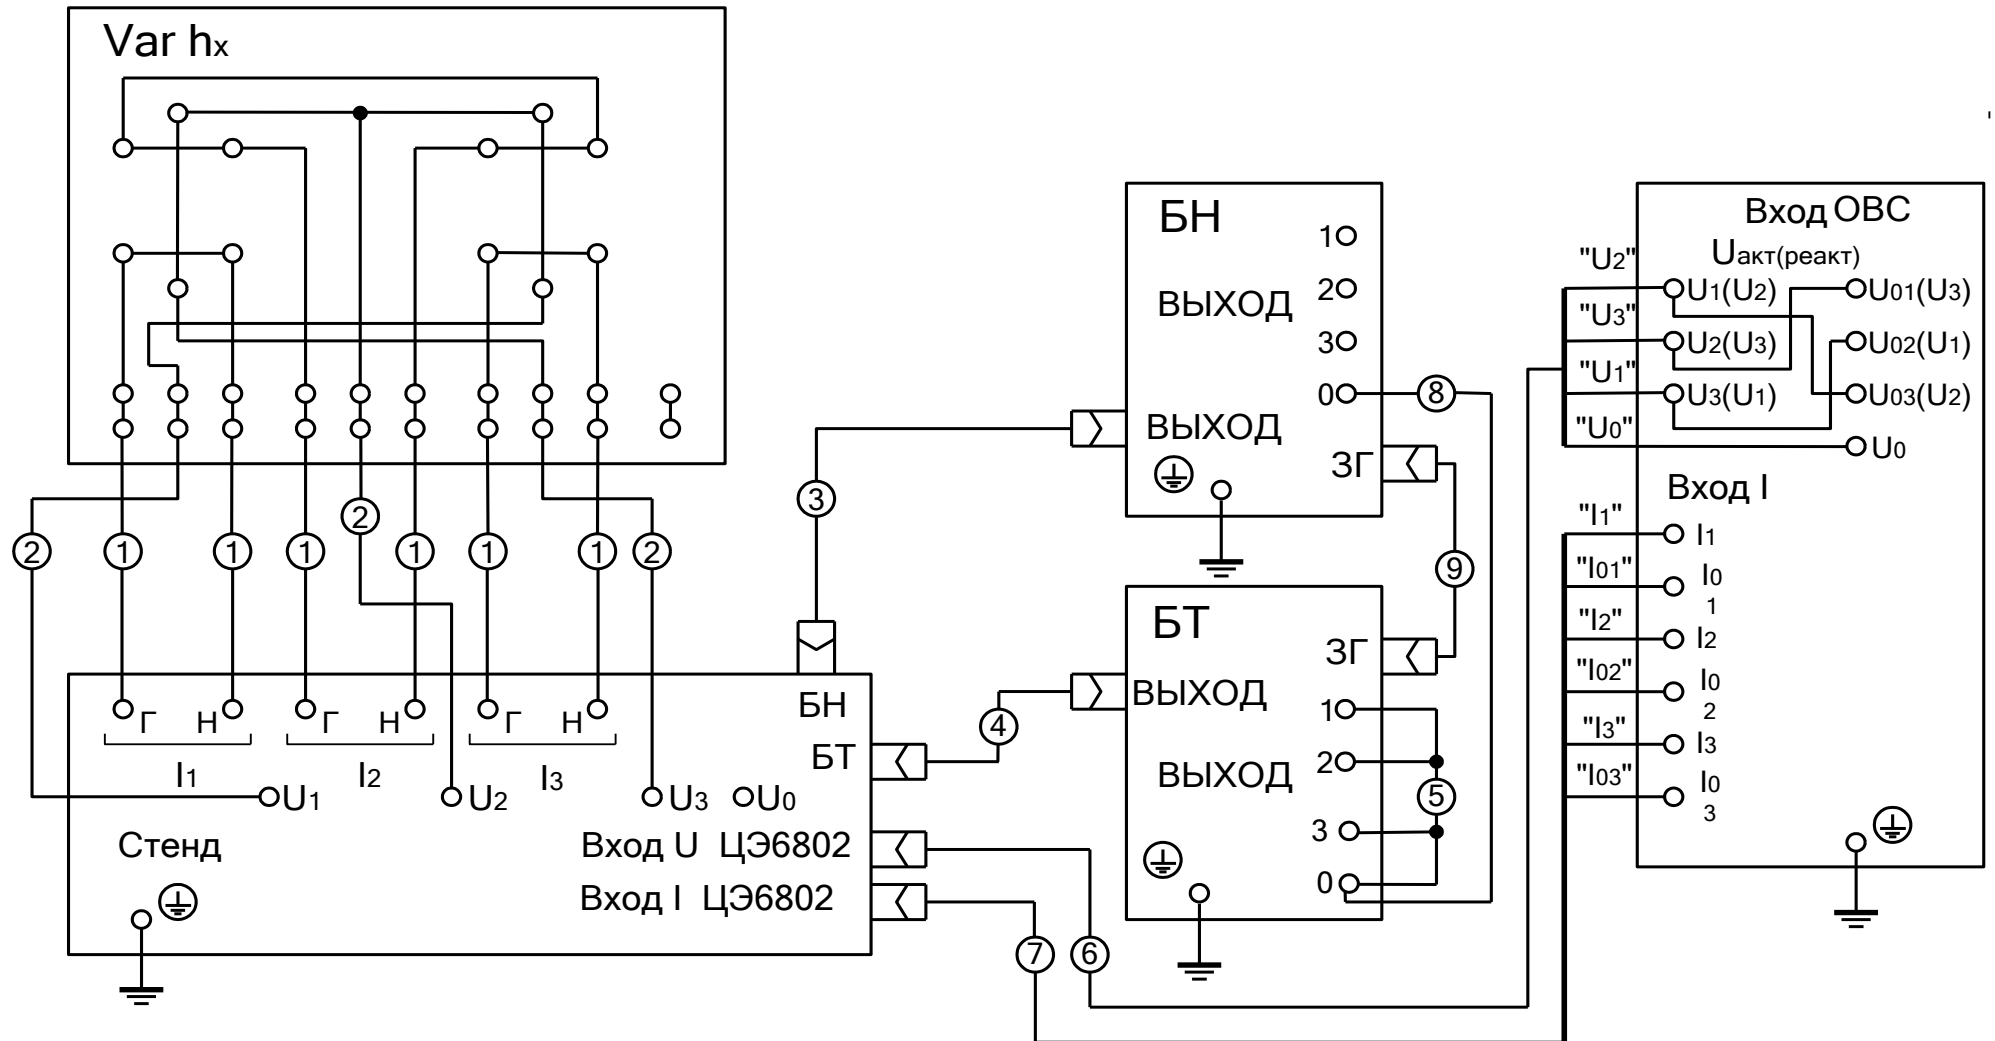 Var hx
БН
1
2
ВЫХОД
3
0
ВЫХОД
ЗГ
8
3
9
2
1
1
1
2
1
1
1
2
БТ
ЗГ
ВЫХОД
1
2
ВЫХОД
5
3
0
4
Г Н Г Н Г Н
I1 I2 I3
U1 U2 U3 U0
БН
БТ
Стенд
Вход U ЦЭ6802
Вход I ЦЭ6802
7 6
Вход ОВС
Uакт(реакт)
"U2" U1(U2) U01(U3)
"U3" U2(U3) U02(U1)
"U1" U3(U1) U03(U2)
"U0" U0
Вход I
"I1" I1
"I01" I0
1
"I2" I2
"I02" I0
2
"I3" I3
"I03" I0
3